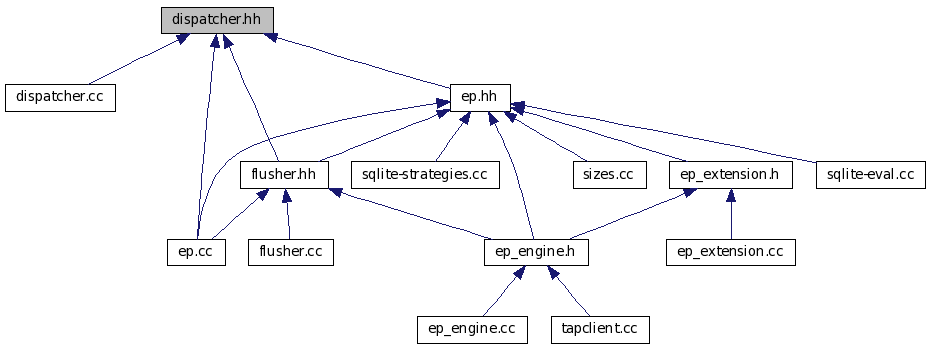 dispatcher.hh
dispatcher.cc
ep.hh
flusher.hh
sqlite-strategies.cc
sizes.cc
ep_extension.h
sqlite-eval.cc
ep.cc
flusher.cc
ep_engine.h
ep_extension.cc
ep_engine.cc
tapclient.cc